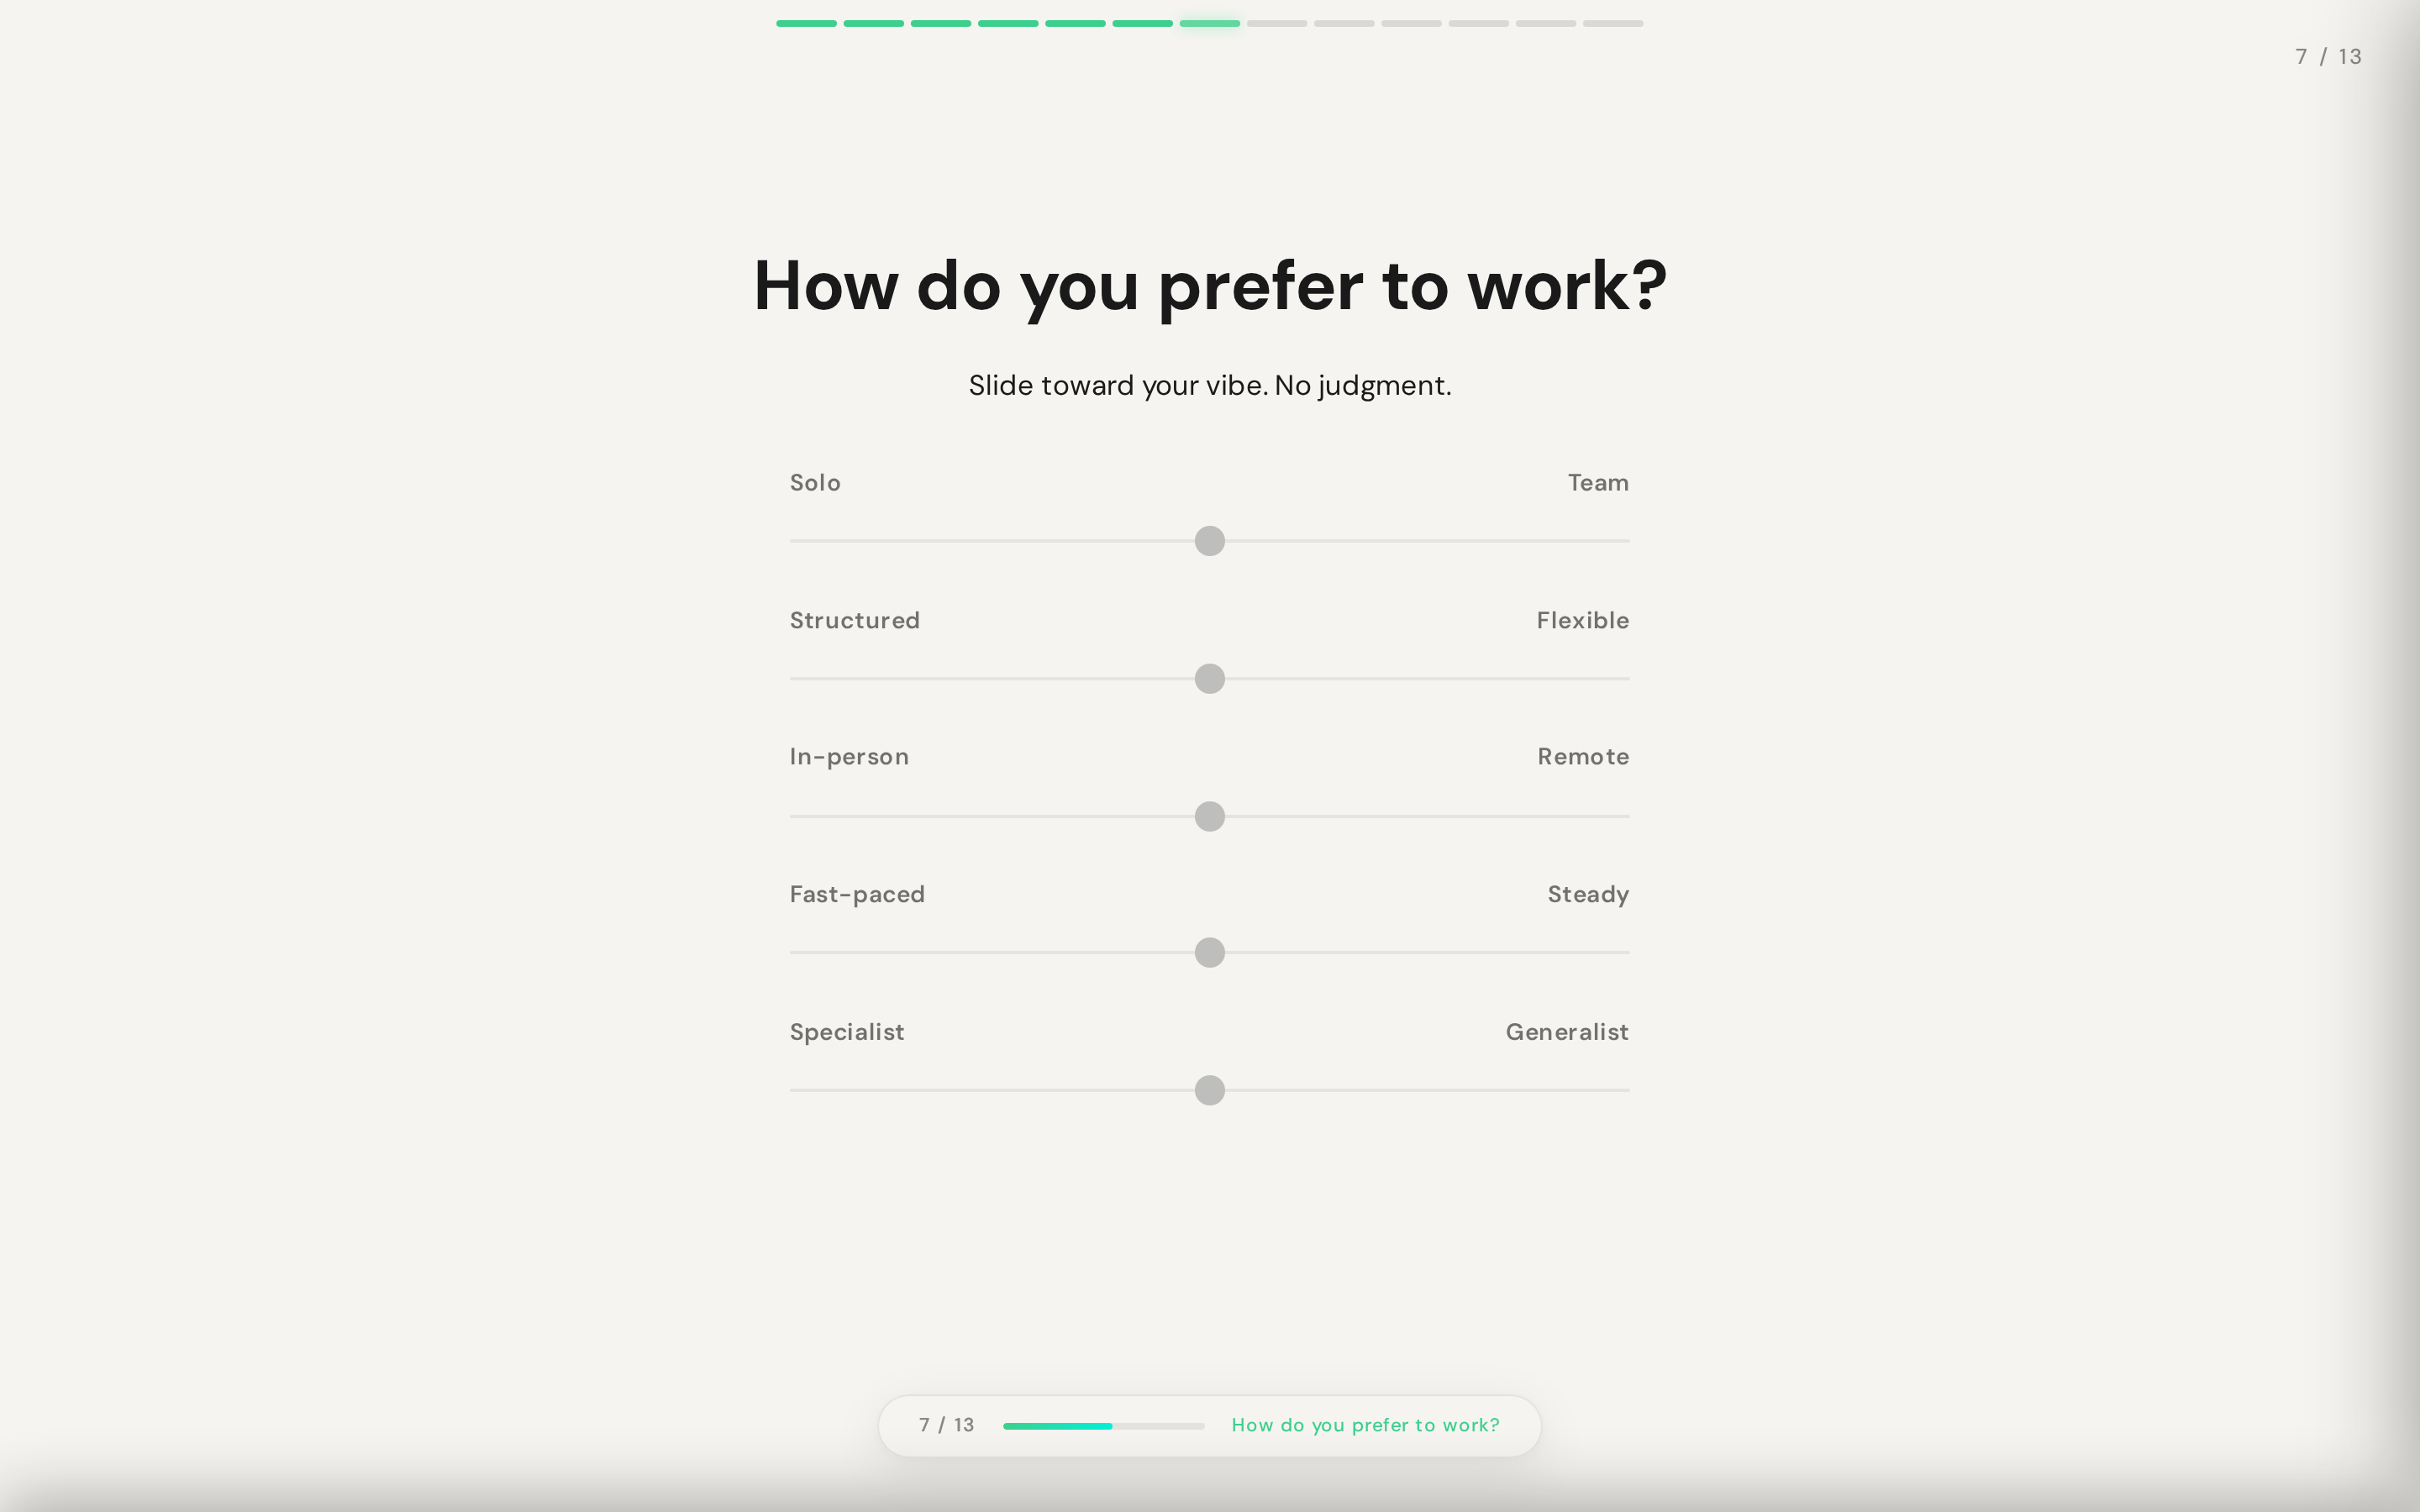 7 / 13
How do you prefer to work?
Slide toward your vibe. No judgment.
Solo Team
Structured Flexible
In-person Remote
Fast-paced Steady
Specialist Generalist
7 / 13 How do you prefer to work?